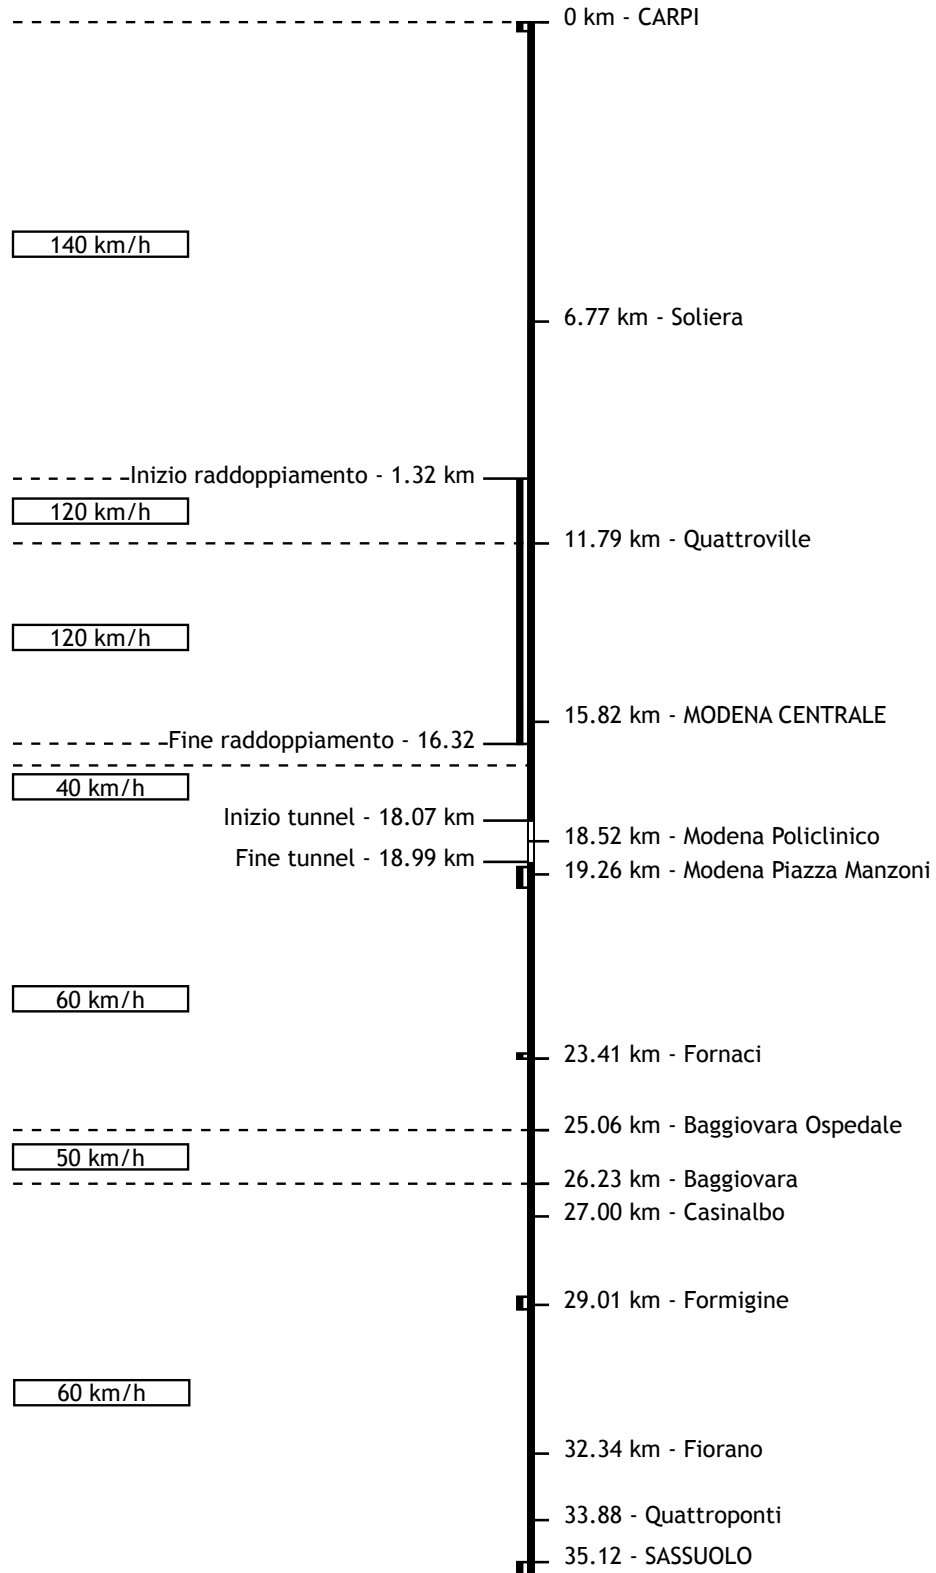 0 km - CARPI
140 km/h
6.77 km - Soliera
Inizio raddoppiamento - 1.32 km
120 km/h
11.79 km - Quattroville
120 km/h
15.82 km - MODENA CENTRALE
Fine raddoppiamento - 16.32
40 km/h
Inizio tunnel - 18.07 km
18.52 km - Modena Policlinico
Fine tunnel - 18.99 km
19.26 km - Modena Piazza Manzoni
60 km/h
23.41 km - Fornaci
25.06 km - Baggiovara Ospedale
50 km/h
26.23 km - Baggiovara
27.00 km - Casinalbo
29.01 km - Formigine
60 km/h
32.34 km - Fiorano
33.88 - Quattroponti
35.12 - SASSUOLO